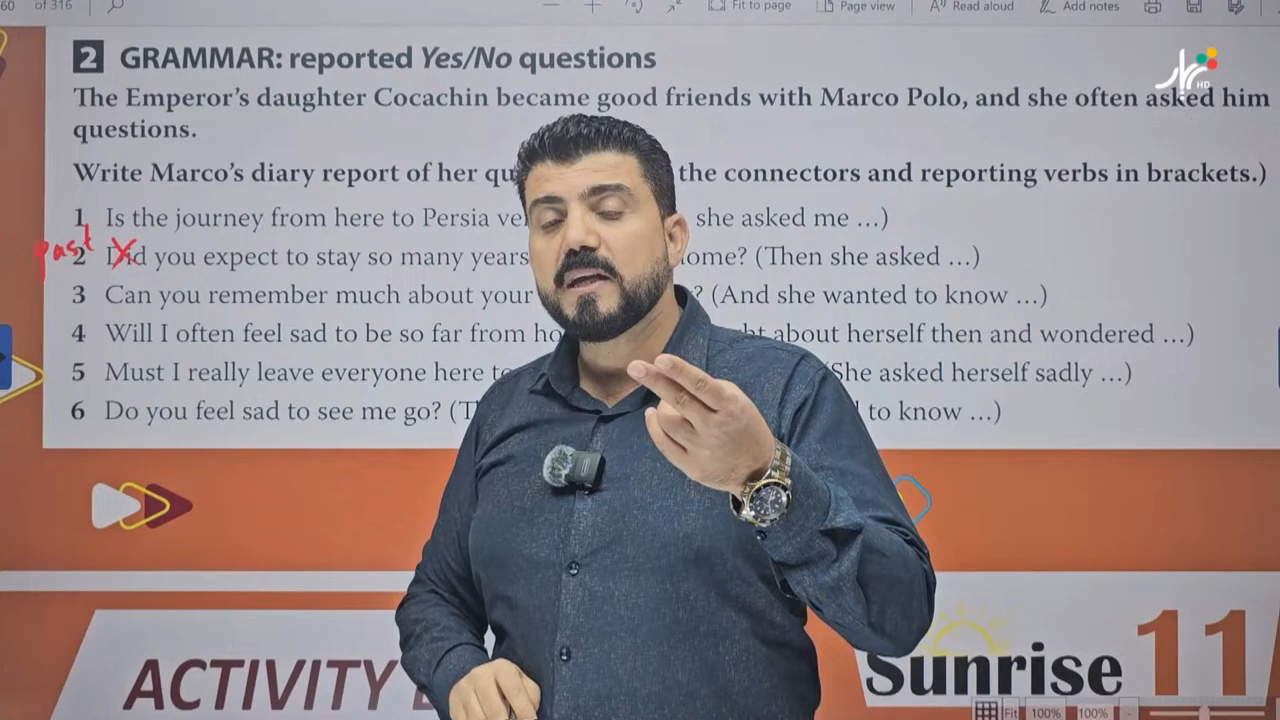 60 of 316
Fit to page
Page view
Read aloud
Add notes
HD
2 GRAMMAR: reported Yes/No questions
The Emperor's daughter Cocachin became good friends with Marco Polo, and she often asked him
questions.
Write Marco's diary report of her the connectors and reporting verbs in brackets.)
1 Is the journey from here to Persia she asked me …)
past X
2 Did you expect to stay so many years (Then she asked …)
3 Can you remember much about your ? (And she wanted to know …)
4 Will I often feel sad to be so far from about herself then and wondered …)
5 Must I really leave everyone here (She asked herself sadly …)
6 Do you feel sad to see me go? to know …)
ACTIVITY
Sunrise 11
Fit 100% 100%